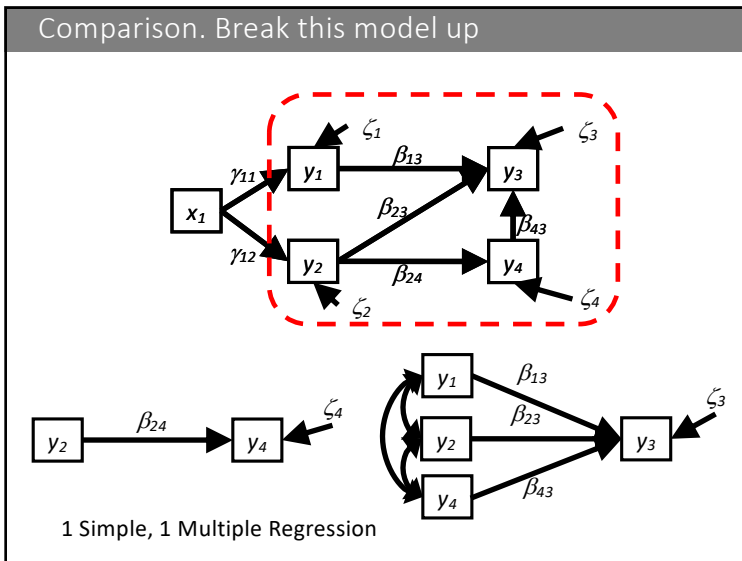 Comparison. Break this model up
ζ1
ζ3
γ11
y1
β13
y3
x1
β23
β43
γ12
y2
β24
y4
ζ2
ζ4
y1
β13
ζ3
ζ4
β24
β23
y2
y4
y2
y3
y4
β43
1 Simple, 1 Multiple Regression